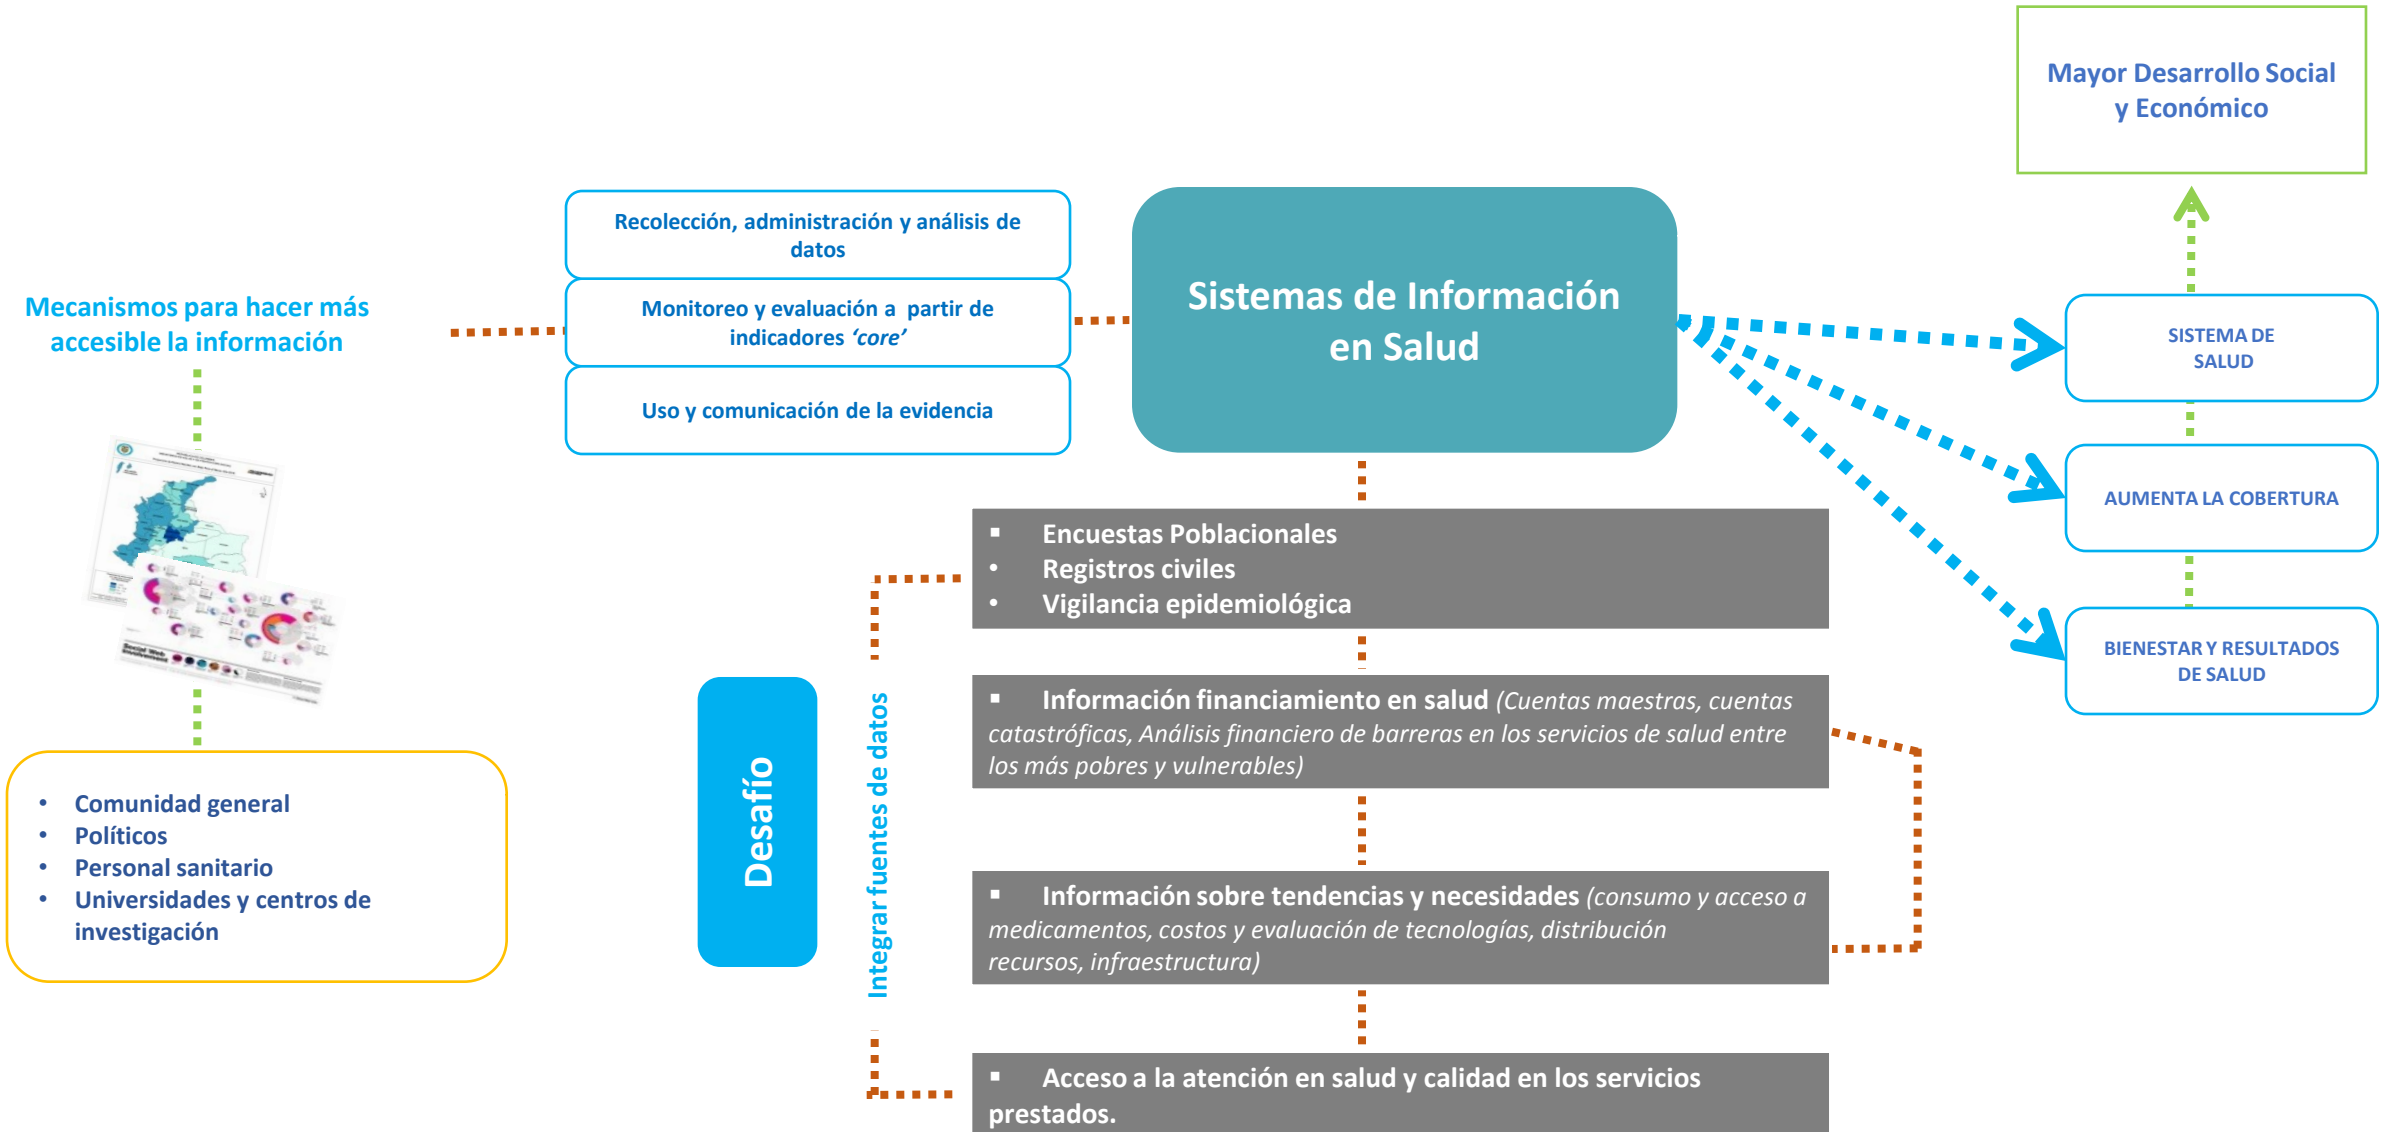 Mayor Desarrollo Social
y Económico
Recolección, administración y análisis de
datos
Monitoreo y evaluación a partir de
indicadores ‘core’
Uso y comunicación de la evidencia
Sistemas de Información
en Salud
Mecanismos para hacer más
accesible la información
SISTEMA DE
SALUD
AUMENTA LA COBERTURA
BIENESTAR Y RESULTADOS
DE SALUD
▪ Encuestas Poblacionales
• Registros civiles
• Vigilancia epidemiológica
▪ Información financiamiento en salud (Cuentas maestras, cuentas
catastróficas, Análisis financiero de barreras en los servicios de salud entre
los más pobres y vulnerables)
▪ Información sobre tendencias y necesidades (consumo y acceso a
medicamentos, costos y evaluación de tecnologías, distribución
recursos, infraestructura)
▪ Acceso a la atención en salud y calidad en los servicios
prestados.
Desafío
Integrar fuentes de datos
Social Web
Involvement
• Comunidad general
• Políticos
• Personal sanitario
• Universidades y centros de
investigación